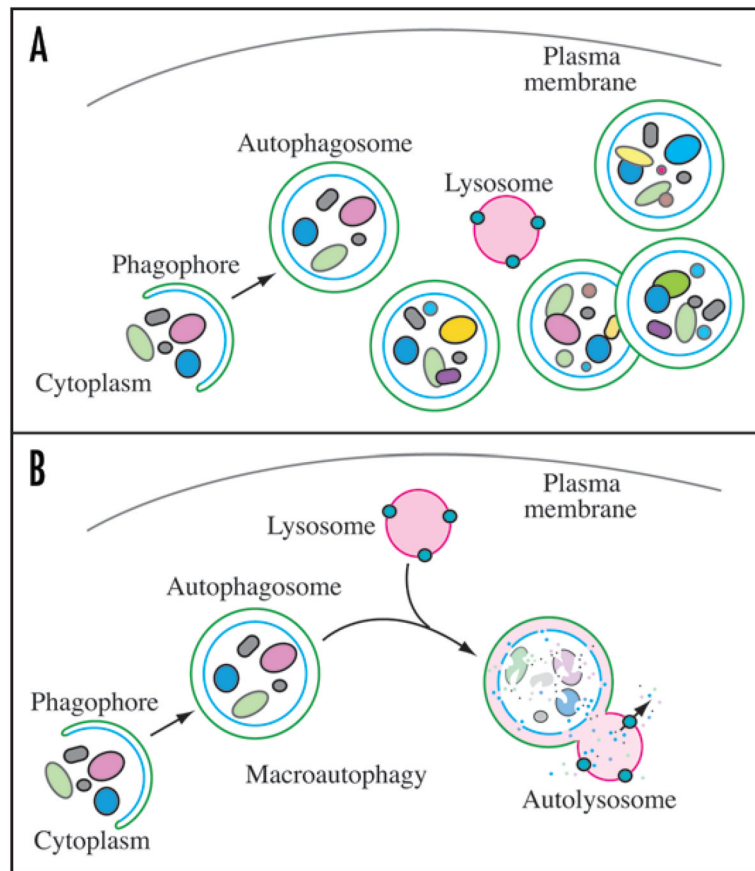 A
Plasma
membrane
Autophagosome
Lysosome
Phagophore
Cytoplasm
B
Plasma
membrane
Lysosome
Autophagosome
Phagophore
Macroautophagy
Autolysosome
Cytoplasm